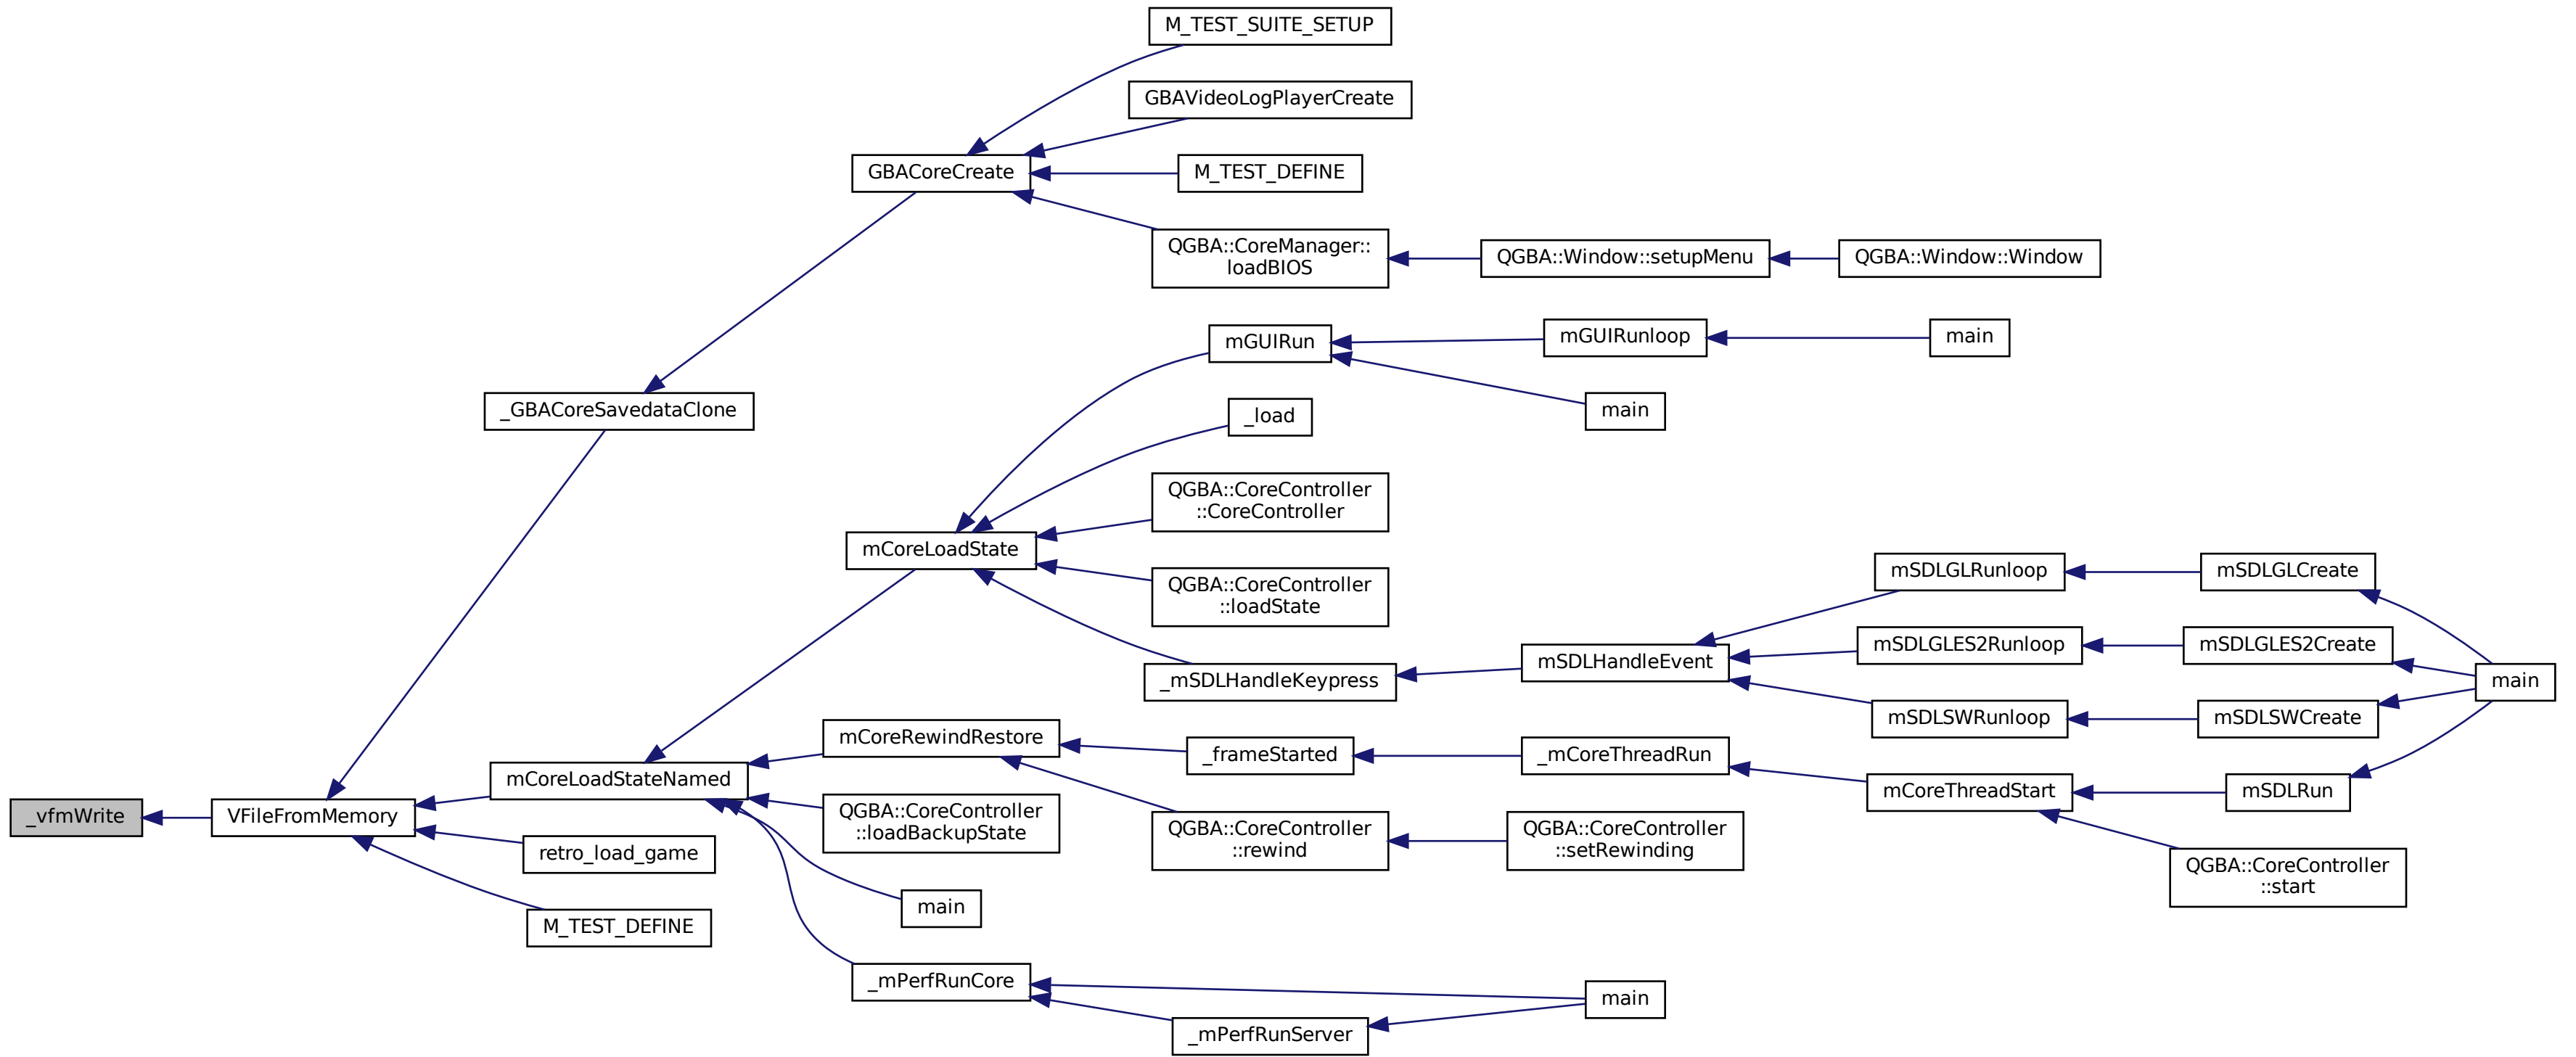 M_TEST_SUITE_SETUP
GBAVideoLogPlayerCreate
GBACoreCreate
M_TEST_DEFINE
QGBA::CoreManager::
loadBIOS
QGBA::Window::setupMenu
QGBA::Window::Window
mGUIRun
mGUIRunloop
main
_GBACoreSavedataClone
_load
main
QGBA::CoreController
::CoreController
mCoreLoadState
QGBA::CoreController
::loadState
mSDLGLRunloop
mSDLGLCreate
_mSDLHandleKeypress
mSDLHandleEvent
mSDLGLES2Runloop
mSDLGLES2Create
main
mSDLSWRunloop
mSDLSWCreate
mCoreLoadStateNamed
mCoreRewindRestore
_frameStarted
_mCoreThreadRun
mCoreThreadStart
mSDLRun
_vfmWrite
VFileFromMemory
QGBA::CoreController
::loadBackupState
QGBA::CoreController
::rewind
QGBA::CoreController
::setRewinding
QGBA::CoreController
::start
retro_load_game
main
M_TEST_DEFINE
_mPerfRunCore
main
_mPerfRunServer